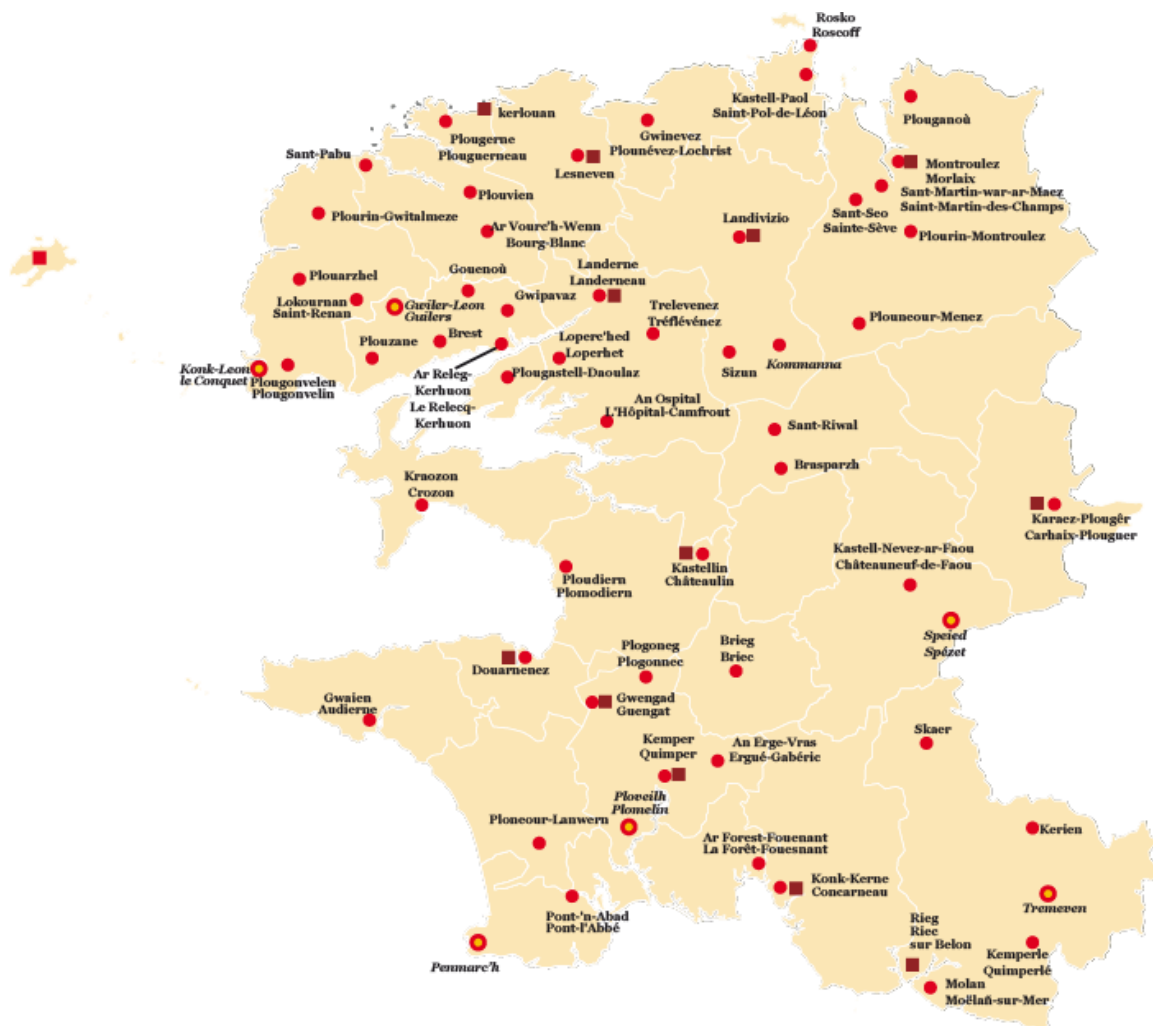 Rosko
Roscoff
Kastell-Paol
Saint-Pol-de-Léon
Plouganoù
kerlouan
Plougerne
Plouguerneau
Gwinevez
Plounévez-Lochrist
Sant-Pabu
Lesneven
Montroulez
Morlaix
Sant-Martin-war-ar-Maez
Saint-Martin-des-Champs
Plouvien
Plourin-Gwitalmeze
Sant-Seo
Sainte-Sève
Ar Vourc'h-Wenn
Bourg-Blanc
Landivizio
Plourin-Montroulez
Plouarzhel
Gouenoù
Landerne
Landerneau
Lokournan
Saint-Renan
Gwiler-Leon
Guilers
Gwipavaz
Trelevenez
Tréflévénez
Plouneour-Menez
Plouzane
Brest
Loperc'hed
Loperhet
Sizun
Kommanna
Konk-Leon
le Conquet
Plougonvelen
Plougonvelin
Ar Releg-
Kerhuon
Le Relecq-
Kerhuon
Plougastell-Daoulaz
An Ospital
L'Hôpital-Camfrout
Sant-Riwal
Brasparzh
Kraozon
Crozon
Karaez-Plougêr
Carhaix-Plouguer
Kastell-Nevez-ar-Faou
Châteauneuf-de-Faou
Kastellin
Châteaulin
Ploudiern
Plomodiern
Speied
Spézet
Plogoneg
Plogonnec
Brieg
Briec
Douarnenez
Gwengad
Guengat
Gwaien
Audierne
Skaer
Kemper
Quimper
An Erge-Vras
Ergué-Gabéric
Ploveilh
Plomelin
Ploneour-Lanwern
Kerien
Ar Forest-Fouenant
La Forêt-Fouesnant
Konk-Kerne
Concarneau
Tremeven
Pont-'n-Abad
Pont-l'Abbé
Rieg
Riec
sur Belon
Penmarc'h
Kemperle
Quimperlé
Molan
Moëlañ-sur-Mer